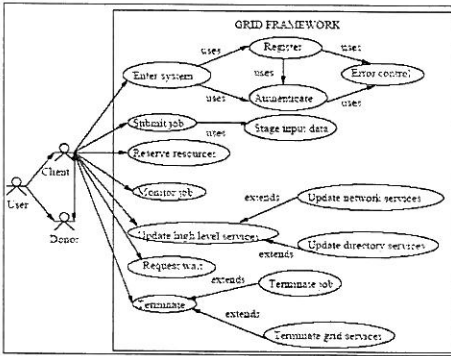 GRID FRAMEWORK
uses
Register
uses
Enter system
uses
Error control
uses
Authenticate
uses
Submit job
uses
Stage input data
Client
Reserve resources
Monitor job
User
Donor
extends
Update network services
Update high level services
extends
Update directory services
Request wait
extends
Terminate job
Terminate
extends
Terminate grid services